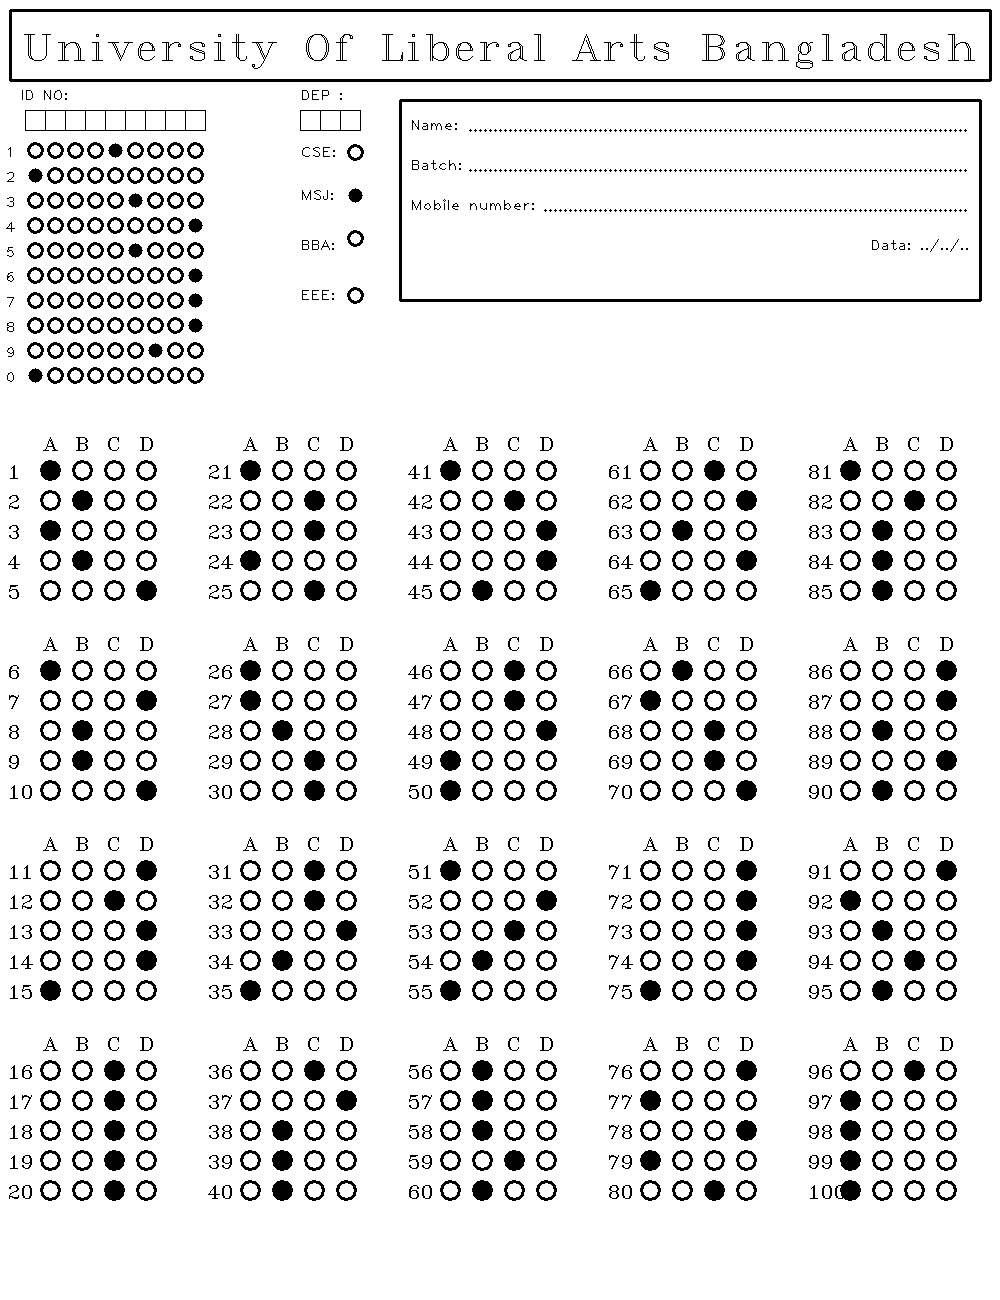 University Of Liberal Arts Bangladesh
ID NO:
DEP :
Name: ........................................................................
Batch: ........................................................................
Mobile number: ........................................................................
Data: ../../..
CSE:
MSJ:
BBA:
EEE:
1
2
3
4
5
6
7
8
9
0
A B C D A B C D A B C D A B C D A B C D
1 21 41 61 81
2 22 42 62 82
3 23 43 63 83
4 24 44 64 84
5 25 45 65 85
A B C D A B C D A B C D A B C D A B C D
6 26 46 66 86
7 27 47 67 87
8 28 48 68 88
9 29 49 69 89
10 30 50 70 90
A B C D A B C D A B C D A B C D A B C D
11 31 51 71 91
12 32 52 72 92
13 33 53 73 93
14 34 54 74 94
15 35 55 75 95
A B C D A B C D A B C D A B C D A B C D
16 36 56 76 96
17 37 57 77 97
18 38 58 78 98
19 39 59 79 99
20 40 60 80 100